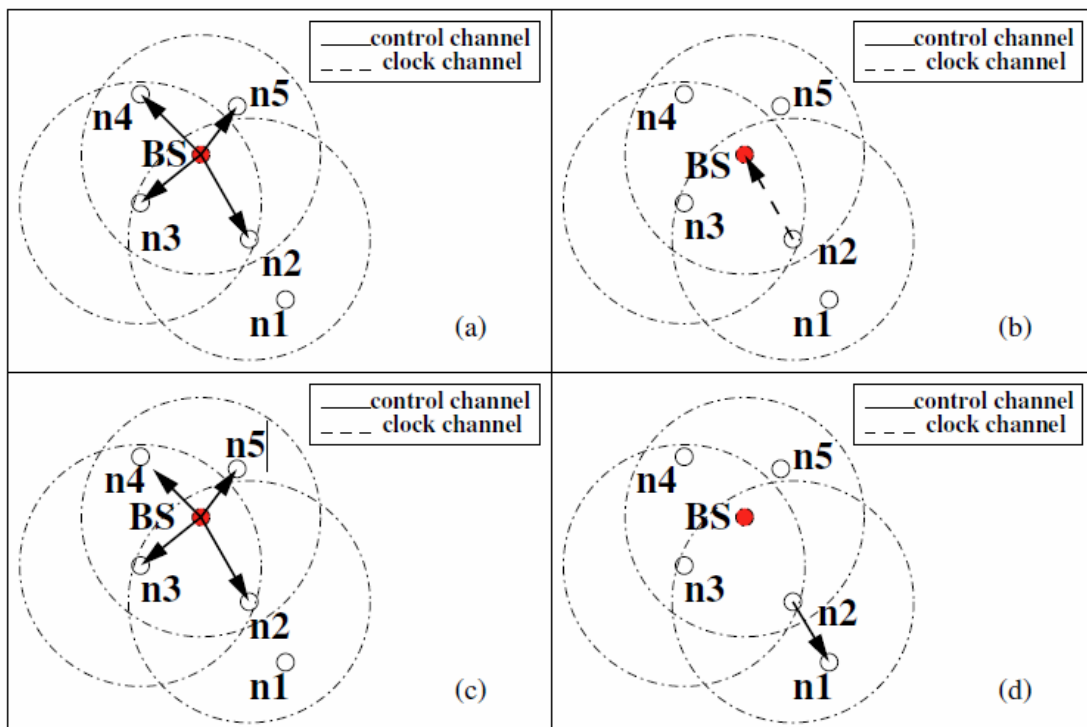 control channel
clock channel
n5
n4
BS
n3
n2
n1
(a)
control channel
clock channel
n5
n4
BS
n3
n2
n1
(b)
control channel
clock channel
n5
n4
BS
n3
n2
n1
(c)
control channel
clock channel
n5
n4
BS
n3
n2
n1
(d)